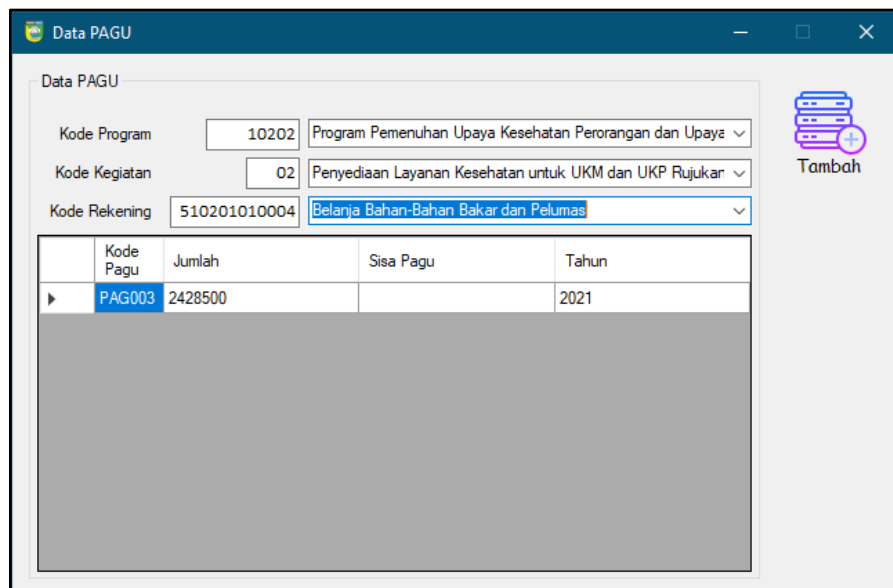 Data PAGU
Data PAGU
Kode Program 10202 Program Pemenuhan Upaya Kesehatan Perorangan dan Upaya
Tambah
Kode Kegiatan 02 Penyediaan Layanan Kesehatan untuk UKM dan UKP Rujukan
Kode Rekening 510201010004 Belanja Bahan-Bahan Bakar dan Pelumas
Kode Pagu Jumlah Sisa Pagu Tahun
PAG003 2428500 2021